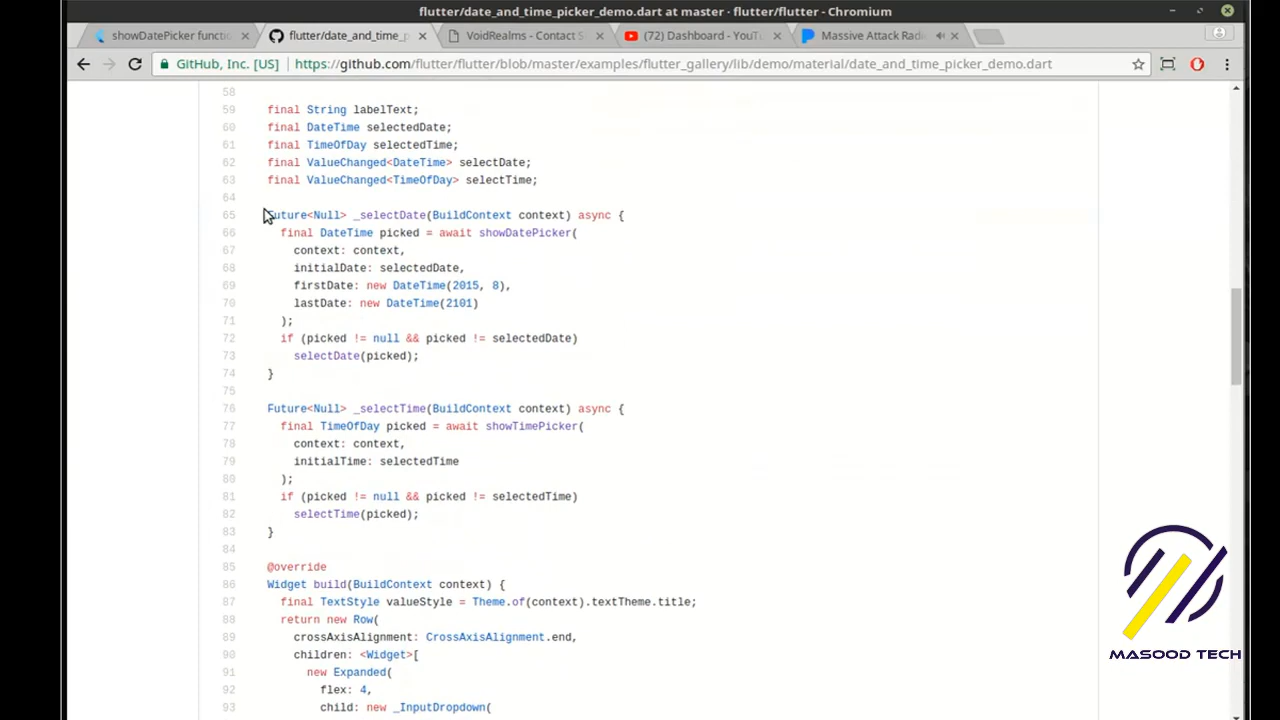 flutter/date_and_time_picker_demo.dart at master - flutter/flutter - Chromium
showDatePicker functi
flutter/date_and_time_p
VoidRealms - Contact S
(72) Dashboard - YouT
Massive Attack Radi
GitHub, Inc. [US]
https://github.com/flutter/flutter/blob/master/examples/flutter_gallery/lib/demo/material/date_and_time_picker_demo.dart
58
59 final String labelText;
60 final DateTime selectedDate;
61 final TimeOfDay selectedTime;
62 final ValueChanged<DateTime> selectDate;
63 final ValueChanged<TimeOfDay> selectTime;
64
65 Future<Null> _selectDate(BuildContext context) async {
66 final DateTime picked = await showDatePicker(
67 context: context,
68 initialDate: selectedDate,
69 firstDate: new DateTime(2015, 8),
70 lastDate: new DateTime(2101)
71 );
72 if (picked != null && picked != selectedDate)
73 selectDate(picked);
74 }
75
76 Future<Null> _selectTime(BuildContext context) async {
77 final TimeOfDay picked = await showTimePicker(
78 context: context,
79 initialTime: selectedTime
80 );
81 if (picked != null && picked != selectedTime)
82 selectTime(picked);
83 }
84
85 @override
86 Widget build(BuildContext context) {
87 final TextStyle valueStyle = Theme.of(context).textTheme.title;
88 return new Row(
89 crossAxisAlignment: CrossAxisAlignment.end,
90 children: <Widget>[
91 new Expanded(
92 flex: 4,
93 child: new _InputDropdown(
MASOOD TECH